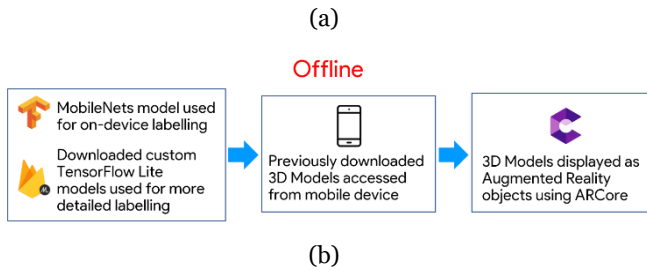 (a)
Offline
MobileNets model used
for on-device labelling
Downloaded custom
TensorFlow Lite
models used for more
detailed labelling
Previously downloaded
3D Models accessed
from mobile device
3D Models displayed as
Augmented Reality
objects using ARCore
(b)